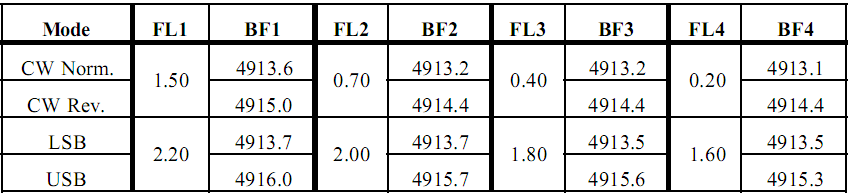 Mode FL1 BF1 FL2 BF2 FL3 BF3 FL4 BF4
CW Norm. 1.50 4913.6 0.70 4913.2 0.40 4913.2 0.20 4913.1
CW Rev. 4915.0 4914.4 4914.4 4914.4
LSB 2.20 4913.7 2.00 4913.7 1.80 4913.5 1.60 4913.5
USB 4916.0 4915.7 4915.6 4915.3